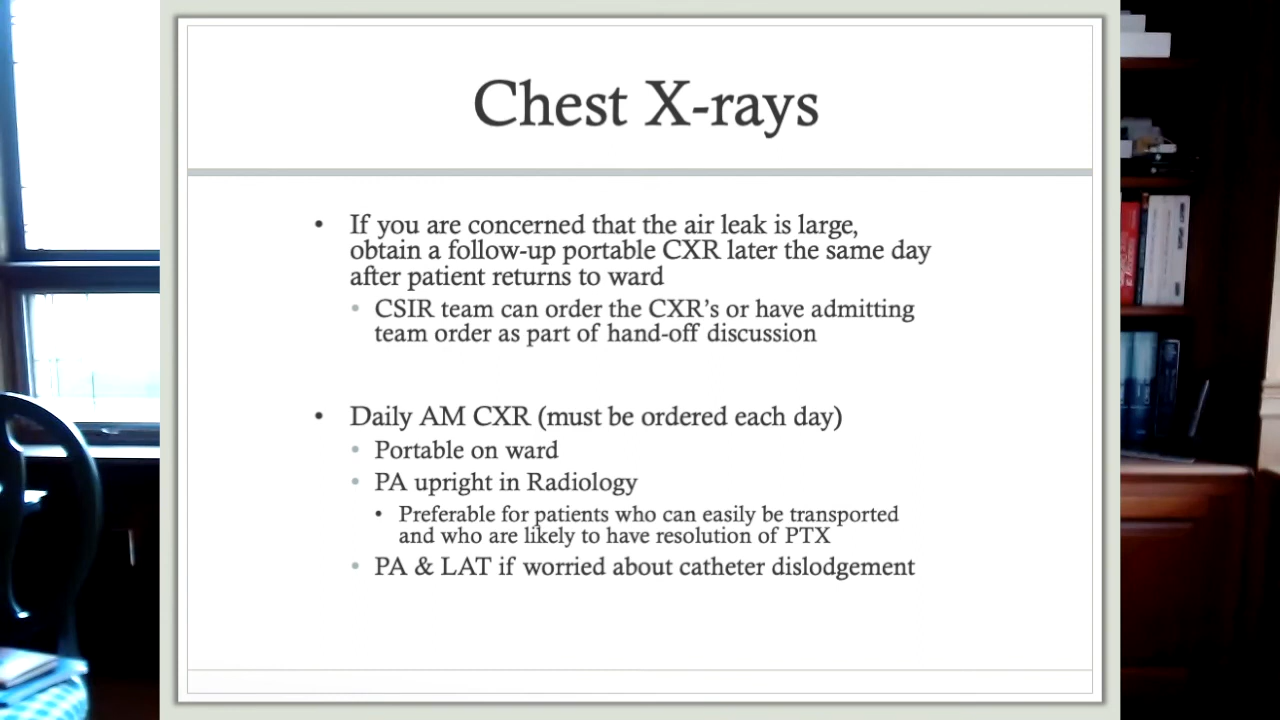 Chest X-rays
• If you are concerned that the air leak is large,
obtain a follow-up portable CXR later the same day
after patient returns to ward
• CSIR team can order the CXR's or have admitting
team order as part of hand-off discussion
• Daily AM CXR (must be ordered each day)
• Portable on ward
• PA upright in Radiology
• Preferable for patients who can easily be transported
and who are likely to have resolution of PTX
• PA & LAT if worried about catheter dislodgement